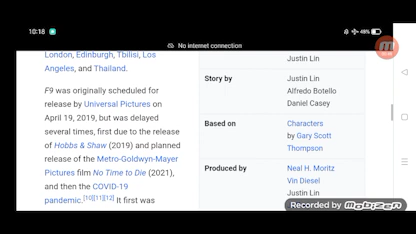 10:18
48%
No internet connection
London, Edinburgh, Tbilisi, Los
Angeles, and Thailand.
F9 was originally scheduled for
release by Universal Pictures on
April 19, 2019, but was delayed
several times, first due to the release
of Hobbs & Shaw (2019) and planned
release of the Metro-Goldwyn-Mayer
Pictures film No Time to Die (2021),
and then the COVID-19
pandemic.[10][11][12] It first was
Justin Lin
Story by
Justin Lin
Alfredo Botello
Daniel Casey
Based on
Characters
by Gary Scott
Thompson
Produced by
Neal H. Moritz
Vin Diesel
Justin Lin
Recorded by
Mobizen